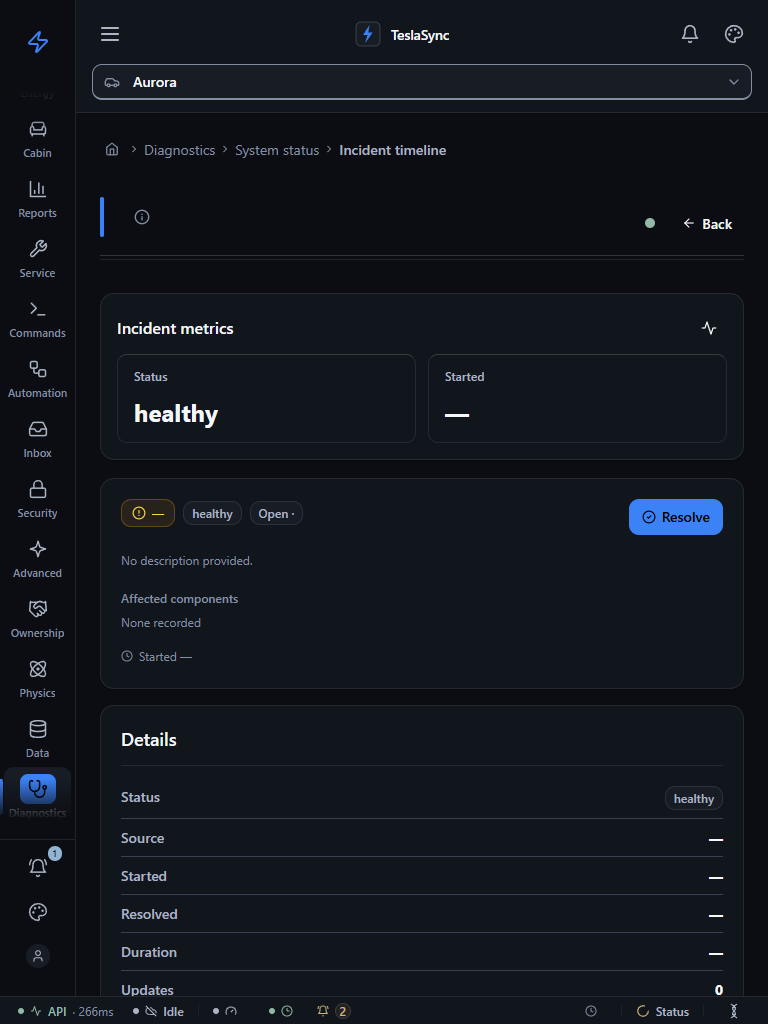 TeslaSync
Aurora
Energy
Cabin
Reports
Service
Commands
Automation
Inbox
Security
Advanced
Ownership
Physics
Data
Diagnostics
1
Diagnostics > System status > Incident timeline
← Back
Incident metrics
Status
healthy
Started
—
— healthy Open ·
Resolve
No description provided.
Affected components
None recorded
Started —
Details
Status healthy
Source —
Started —
Resolved —
Duration —
Updates 0
API · 266ms Idle 2 Status